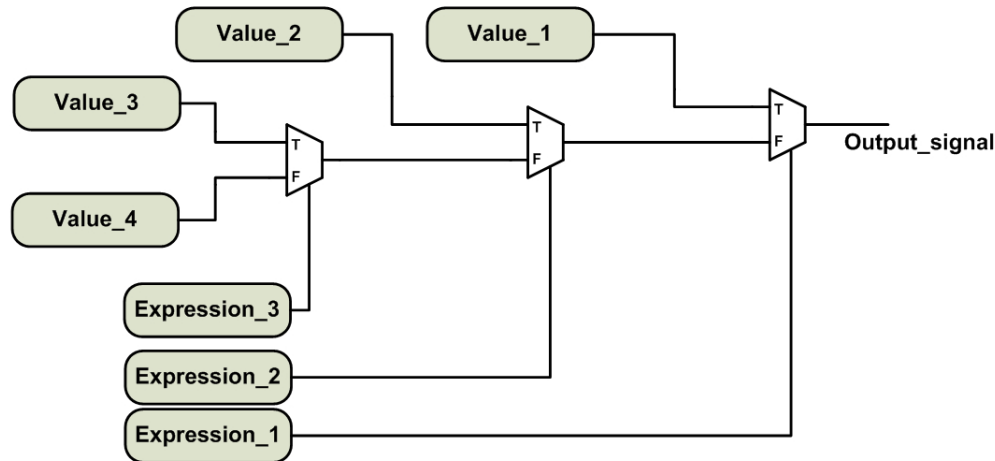 Value_2
Value_1
Value_3
T
T
F
Output_signal
T
F
F
Value_4
Expression_3
Expression_2
Expression_1